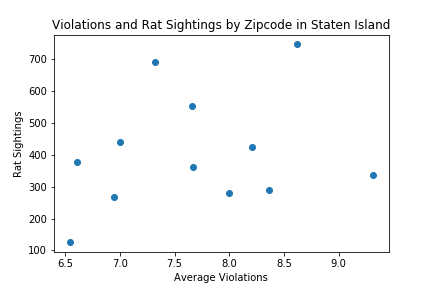 Violations and Rat Sightings by Zipcode in Staten Island
700
600
500
400
300
200
100
Rat Sightings
6.5 7.0 7.5 8.0 8.5 9.0
Average Violations